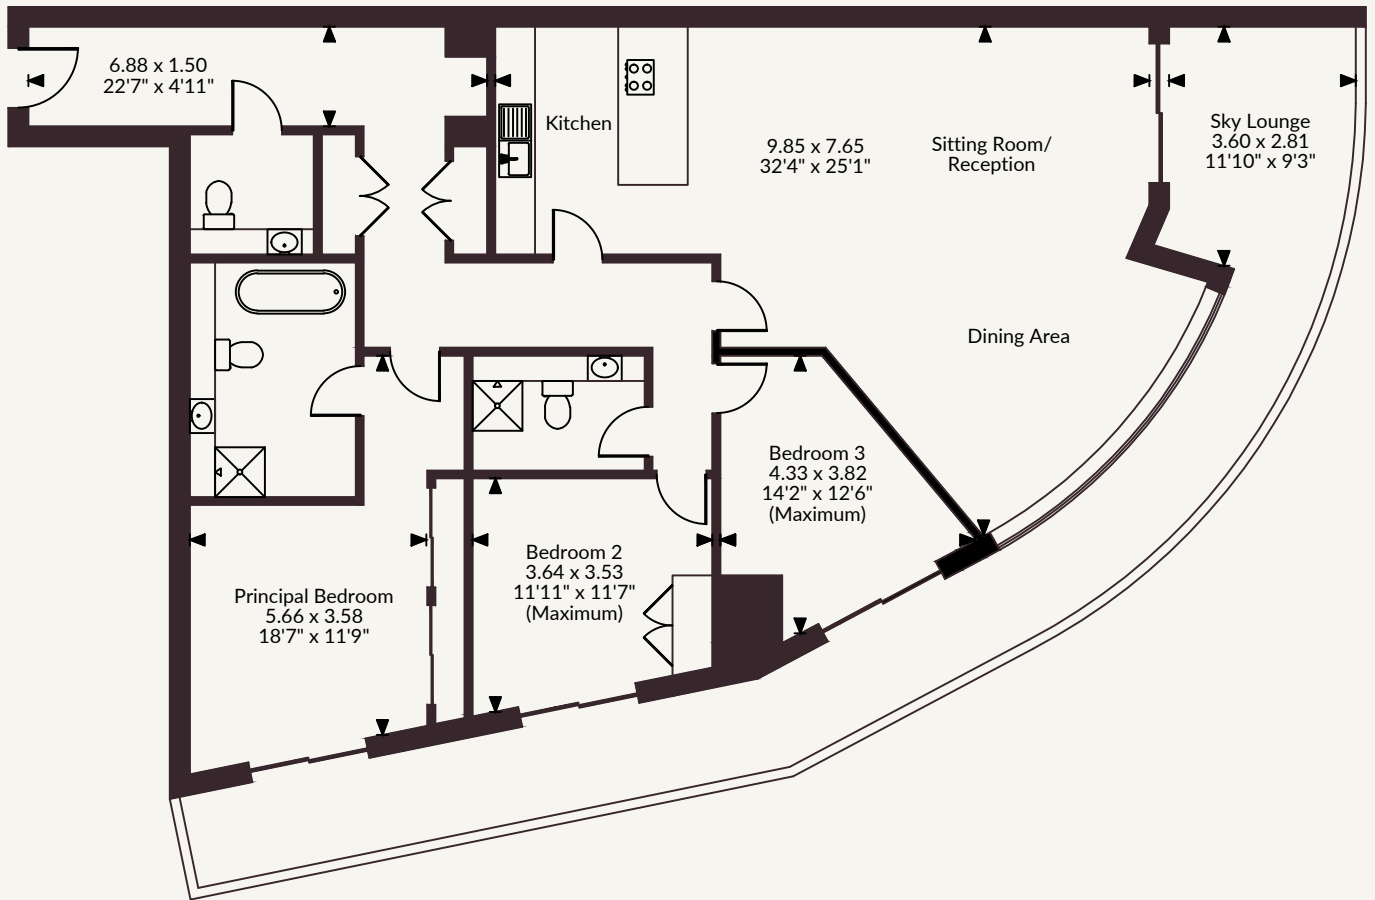 6.88 x 1.50
22'7" x 4'11"
Kitchen
9.85 x 7.65
32'4" x 25'1"
Sitting Room/
Reception
Sky Lounge
3.60 x 2.81
11'10" x 9'3"
Dining Area
Bedroom 3
4.33 x 3.82
14'2" x 12'6"
(Maximum)
Bedroom 2
3.64 x 3.53
11'11" x 11'7"
(Maximum)
Principal Bedroom
5.66 x 3.58
18'7" x 11'9"